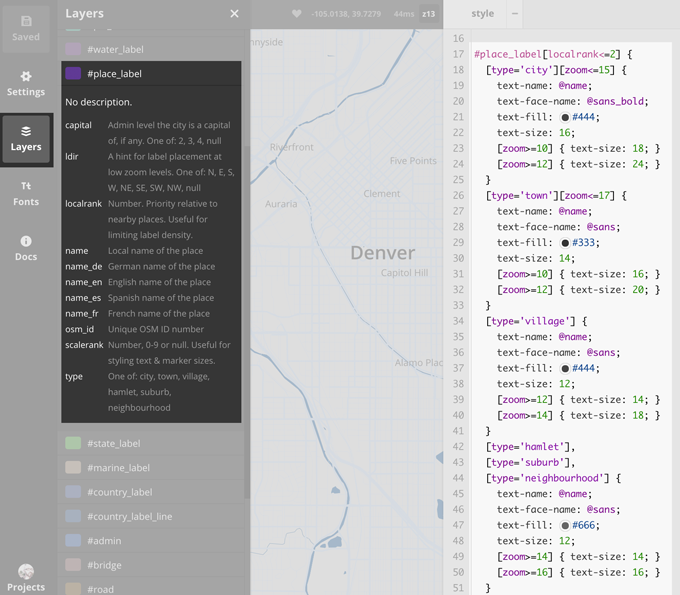 Saved
Settings
Layers
Fonts
Docs
Projects
Layers
#water_label
#place_label
No description.
capital Admin level the city is a capital
of, if any. One of: 2, 3, 4, null
ldir A hint for label placement at
low zoom levels. One of: N, E, S,
W, NE, SE, SW, NW, null
localrank Number. Priority relative to
nearby places. Useful for
limiting label density.
name Local name of the place
name_de German name of the place
name_en English name of the place
name_es Spanish name of the place
name_fr French name of the place
osm_id Unique OSM ID number
scalerank Number, 0-9 or null. Useful for
styling text & marker sizes.
type One of: city, town, village,
hamlet, suburb,
neighbourhood
#state_label
#marine_label
#country_label
#country_label_line
#admin
#bridge
#road
-105.0138, 39.7279 44ms z13
nnyside
Riverfront
Five Points
Clement
Auraria
Denver
Capitol Hill
Alamo Plac
style
16
17 #place_label[localrank<=2] {
18 [type='city'][zoom<=15] {
19 text-name: @name;
20 text-face-name: @sans_bold;
21 text-fill: #444;
22 text-size: 16;
23 [zoom>=10] { text-size: 18; }
24 [zoom>=12] { text-size: 24; }
25 }
26 [type='town'][zoom<=17] {
27 text-name: @name;
28 text-face-name: @sans;
29 text-fill: #333;
30 text-size: 14;
31 [zoom>=10] { text-size: 16; }
32 [zoom>=12] { text-size: 20; }
33 }
34 [type='village'] {
35 text-name: @name;
36 text-face-name: @sans;
37 text-fill: #444;
38 text-size: 12;
39 [zoom>=12] { text-size: 14; }
40 [zoom>=14] { text-size: 18; }
41 }
42 [type='hamlet'],
43 [type='suburb'],
44 [type='neighbourhood'] {
45 text-name: @name;
46 text-face-name: @sans;
47 text-fill: #666;
48 text-size: 12;
49 [zoom>=14] { text-size: 14; }
50 [zoom>=16] { text-size: 16; }
51 }